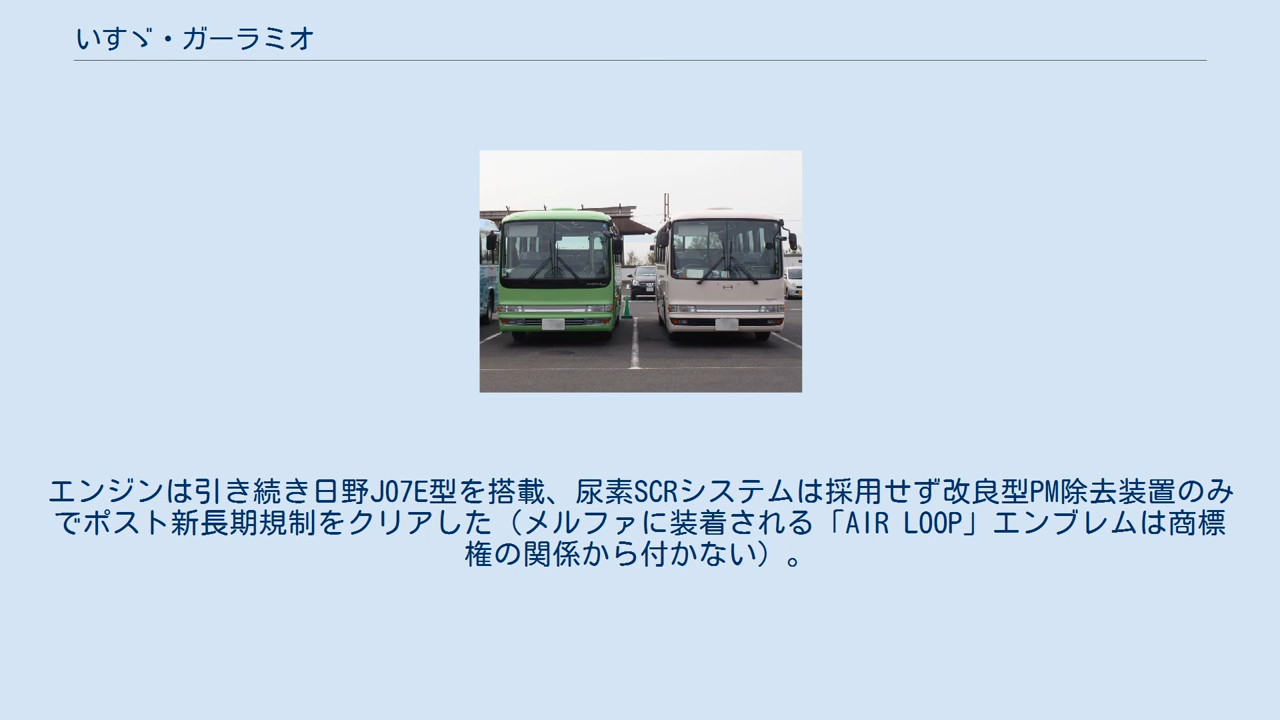 いすゞ・ガーラミオ
エンジンは引き続き日野J07E型を搭載、尿素SCRシステムは採用せず改良型PM除去装置のみ
でポスト新長期規制をクリアした（メルファに装着される「AIR LOOP」エンブレムは商標
権の関係から付かない）。